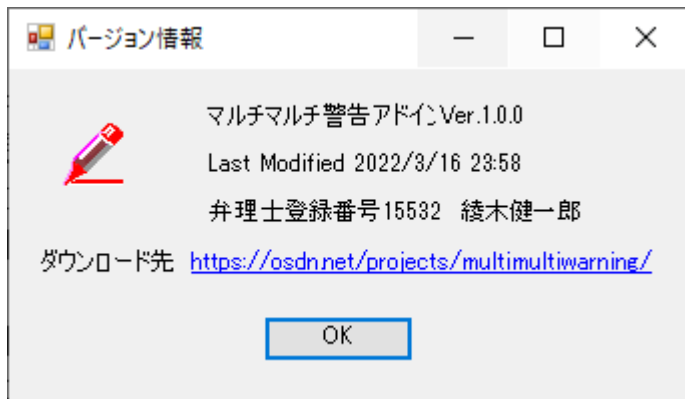 バージョン情報
マルチマルチ警告アドインVer.1.0.0
Last Modified 2022/3/16 23:58
弁理士登録番号15532 綾木健一郎
ダウンロード先 https://osdn.net/projects/multimultiwarning/
OK